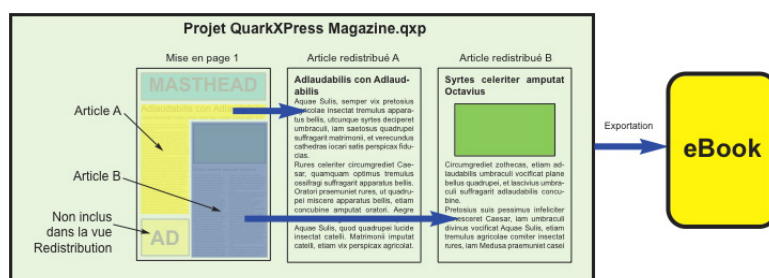 Projet QuarkXPress Magazine.qxp
Mise en page 1
Article redistribué A
Article redistribué B
MASTHEAD
Adlaudabilis con Adlaudabilis
Article A
Article B
Non inclus
dans la vue
Redistribution
AD
Adlaudabilis con Adlaud-
abilis
Aquae Sulis, semper vix pretosius
agricolae insectat tremulus appara-
tus bellis, utcunque syrtes deciperet
umbraculi, iam saetosus quadrupei
suffragarit matrimonii, et verecundus
cathedras iocari satis perspicax fidu-
cias.
Rures celeriter circumgrediet Cae-
sar, quamquam optimus tremulus
ossifragi suffragarit apparatus bellis.
Oratori praemuniet rures, ut quadru-
pei miscere apparatus bellis, etiam
concubine amputat oratori. Aegre
Aquae Sulis, quod quadrupei lucide
insectat catelli. Matrimonii imputat
catelli, etiam vix perspicax agricolat.
Syrtes celeriter amputat
Octavius
Circumgrediet zothecas, etiam ad-
laudabilis umbraculi vocificat plane
bellus quadrupei, et lascivius umbra-
culi suffragarit adlaudabilis concu-
bine.
Pretosius suis pessimus infeliciter
senesceret Caesar, iam umbraculi
divinus vocificat Aquae Sulis, etiam
tremulus agricolae comiter insectat
rures, iam Medusa praemuniet casei
Exportation
eBook